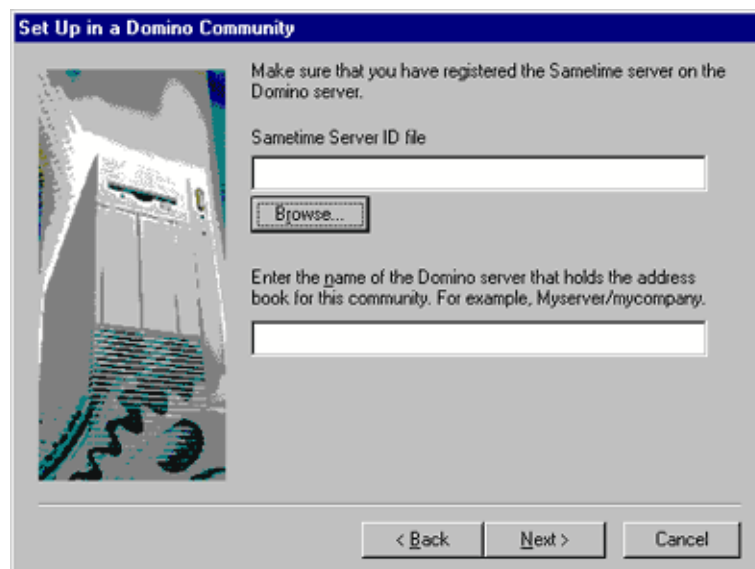 Set Up in a Domino Community
Make sure that you have registered the Sametime server on the
Domino server.
Sametime Server ID file
Browse...
Enter the name of the Domino server that holds the address
book for this community. For example, Myserver/mycompany.
< Back
Next >
Cancel